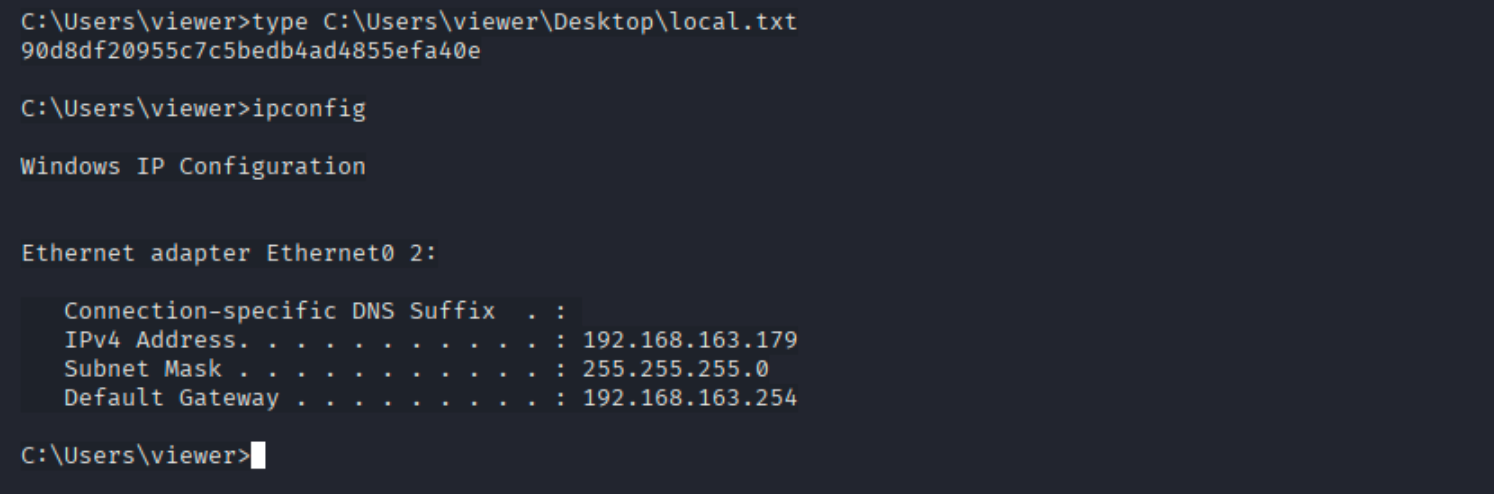 C:\Users\viewer>type C:\Users\viewer\Desktop\local.txt
90d8df20955c7c5bedb4ad4855efa40e
C:\Users\viewer>ipconfig
Windows IP Configuration
Ethernet adapter Ethernet0 2:
Connection-specific DNS Suffix  . :
IPv4 Address. . . . . . . . . . . : 192.168.163.179
Subnet Mask . . . . . . . . . . . : 255.255.255.0
Default Gateway . . . . . . . . . : 192.168.163.254
C:\Users\viewer>